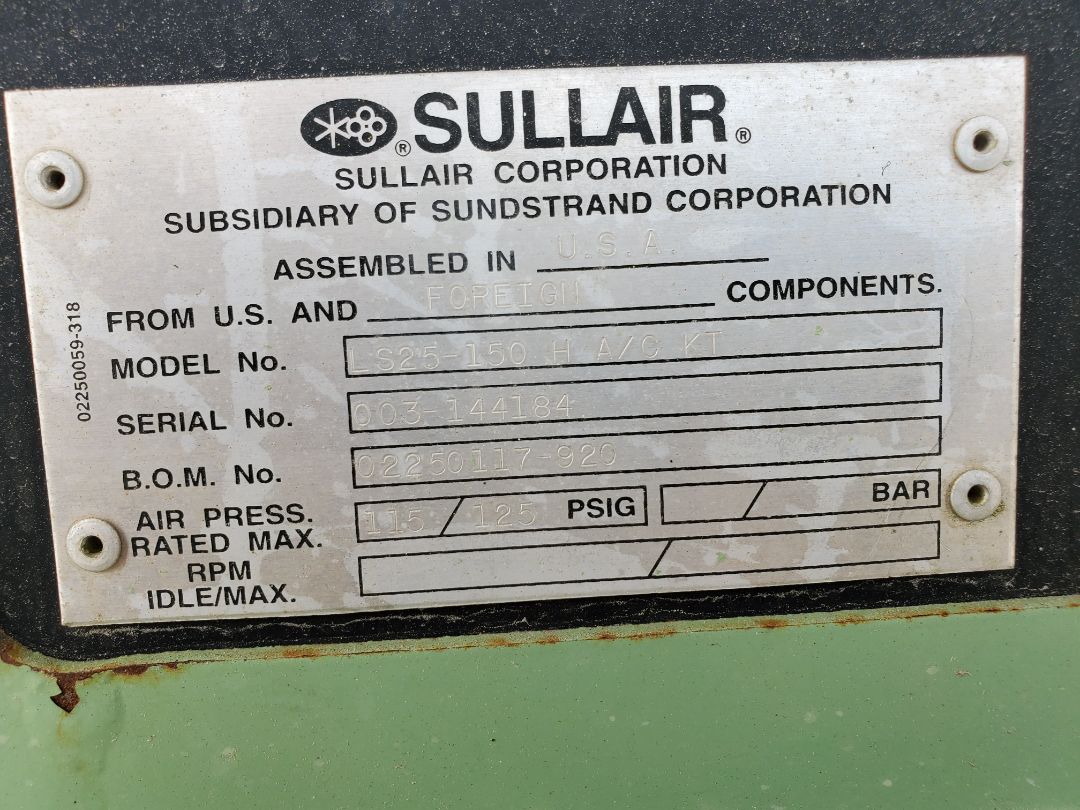 ® SULLAIR ®
SULLAIR CORPORATION
SUBSIDIARY OF SUNDSTRAND CORPORATION
ASSEMBLED IN U.S.A.
FROM U.S. AND FOREIGN COMPONENTS.
MODEL No. LS25-150 H A/C KT
SERIAL No. 003-144184
B.O.M. No. 02250117-920
AIR PRESS. RATED MAX. 115 / 125 PSIG / BAR
RPM IDLE/MAX. /
02250059-318